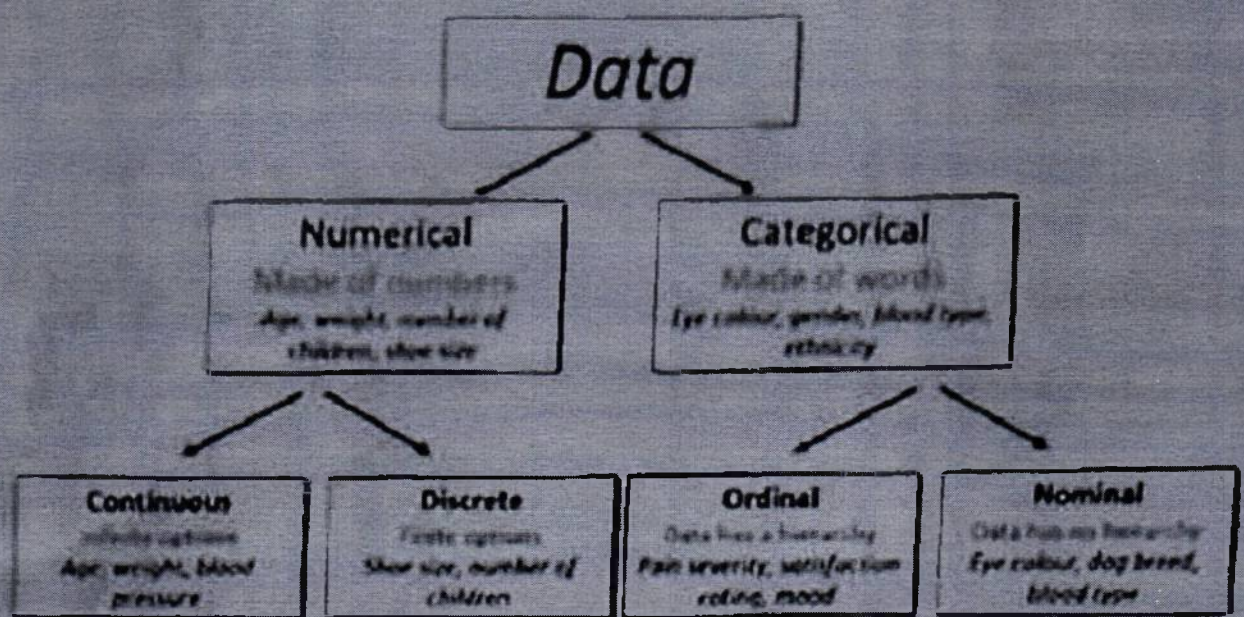 Data
Numerical
Made of numbers
Age, weight, number of
children, shoe size
Categorical
Made of words
Eye colour, gender, blood type,
ethnicity
Continuous
Infinite options
Age, weight, blood
pressure
Discrete
Finite options
Shoe size, number of
children
Ordinal
Data has a hierarchy
Pain severity, satisfaction
rating, mood
Nominal
Data has no hierarchy
Eye colour, dog breed,
blood type